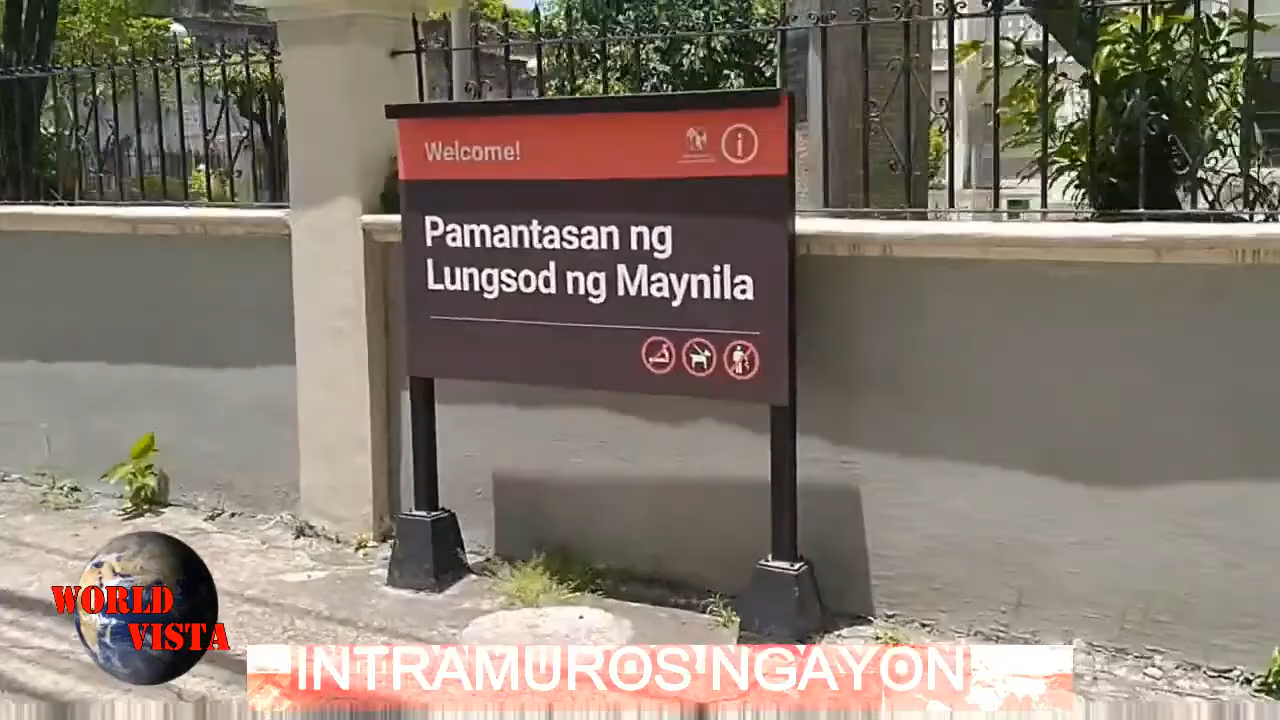 Welcome!
i
Pamantasan ng
Lungsod ng Maynila
WORLD
VISTA
INTRAMUROS NGAYON